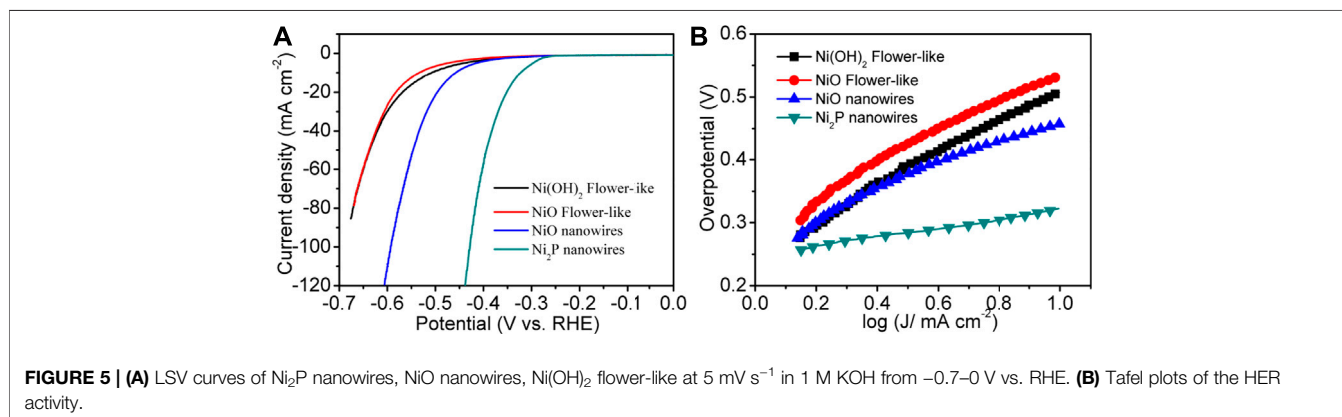 A
0
-20
-40
-60
-80
-100
-120
Current density (mA cm⁻²)
Ni(OH)₂ Flower-ike
NiO Flower-like
NiO nanowires
Ni₂P nanowires
-0.7 -0.6 -0.5 -0.4 -0.3 -0.2 -0.1 0.0
Potential (V vs. RHE)
B
0.6
0.5
0.4
0.3
0.2
Overpotential (V)
Ni(OH)₂ Flower-like
NiO Flower-like
NiO nanowires
Ni₂P nanowires
0.0 0.2 0.4 0.6 0.8 1.0
log (J/ mA cm⁻²)
FIGURE 5 | (A) LSV curves of Ni₂P nanowires, NiO nanowires, Ni(OH)₂ flower-like at 5 mV s⁻¹ in 1 M KOH from −0.7–0 V vs. RHE. (B) Tafel plots of the HER
activity.